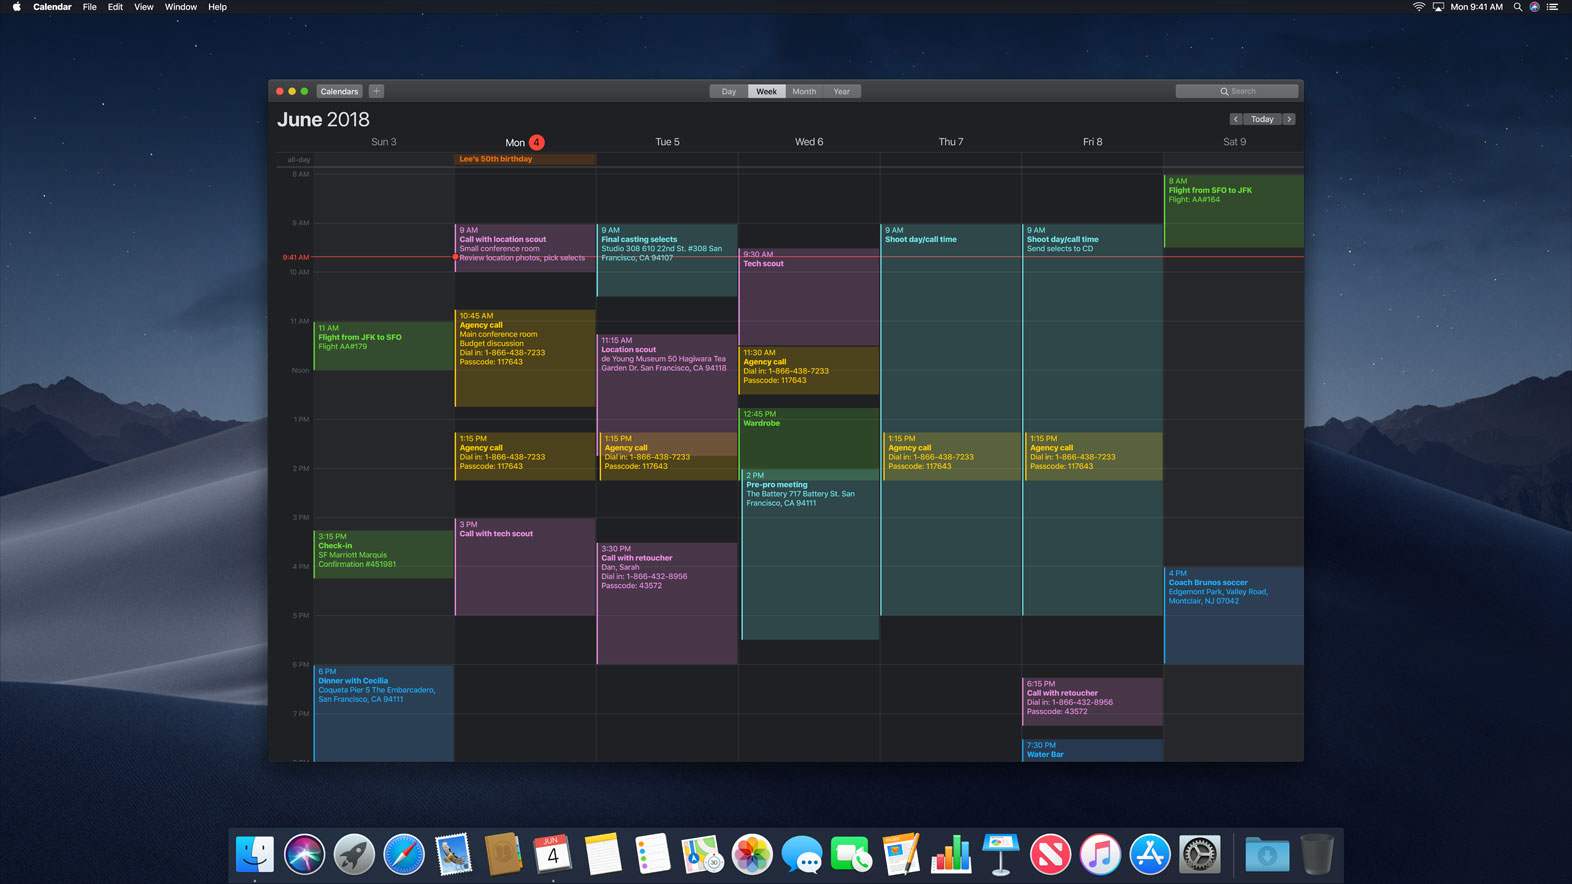 Calendar File Edit View Window Help
Mon 9:41 AM
Calendars +
Day Week Month Year
Search
June 2018
Today
Sun 3
Mon 4
Tue 5
Wed 6
Thu 7
Fri 8
Sat 9
all-day
Lee's 50th birthday
8 AM
9 AM
9:41 AM
10 AM
11 AM
Noon
1 PM
2 PM
3 PM
4 PM
5 PM
6 PM
7 PM
11 AM
Flight from JFK to SFO
Flight AA#179
3:15 PM
Check-in
SF Marriott Marquis
Confirmation #451981
6 PM
Dinner with Cecilia
Coqueta Pier 5 The Embarcadero,
San Francisco, CA 94111
9 AM
Call with location scout
Small conference room
Review location photos, pick selects
10:45 AM
Agency call
Main conference room
Budget discussion
Dial in: 1-866-438-7233
Passcode: 117643
1:15 PM
Agency call
Dial in: 1-866-438-7233
Passcode: 117643
3 PM
Call with tech scout
9 AM
Final casting selects
Studio 308 610 22nd St. #308 San
Francisco, CA 94107
11:15 AM
Location scout
de Young Museum 50 Hagiwara Tea
Garden Dr. San Francisco, CA 94118
1:15 PM
Agency call
Dial in: 1-866-438-7233
Passcode: 117643
3:30 PM
Call with retoucher
Dan, Sarah
Dial in: 1-866-432-8956
Passcode: 43572
9:30 AM
Tech scout
11:30 AM
Agency call
Dial in: 1-866-438-7233
Passcode: 117643
12:45 PM
Wardrobe
2 PM
Pre-pro meeting
The Battery 717 Battery St. San
Francisco, CA 94111
9 AM
Shoot day/call time
1:15 PM
Agency call
Dial in: 1-866-438-7233
Passcode: 117643
9 AM
Shoot day/call time
Send selects to CD
1:15 PM
Agency call
Dial in: 1-866-438-7233
Passcode: 117643
6:15 PM
Call with retoucher
Dial in: 1-866-432-8956
Passcode: 43572
7:30 PM
Water Bar
8 AM
Flight from SFO to JFK
Flight: AA#164
4 PM
Coach Brunos soccer
Edgemont Park, Valley Road,
Montclair, NJ 07042
JUN
4